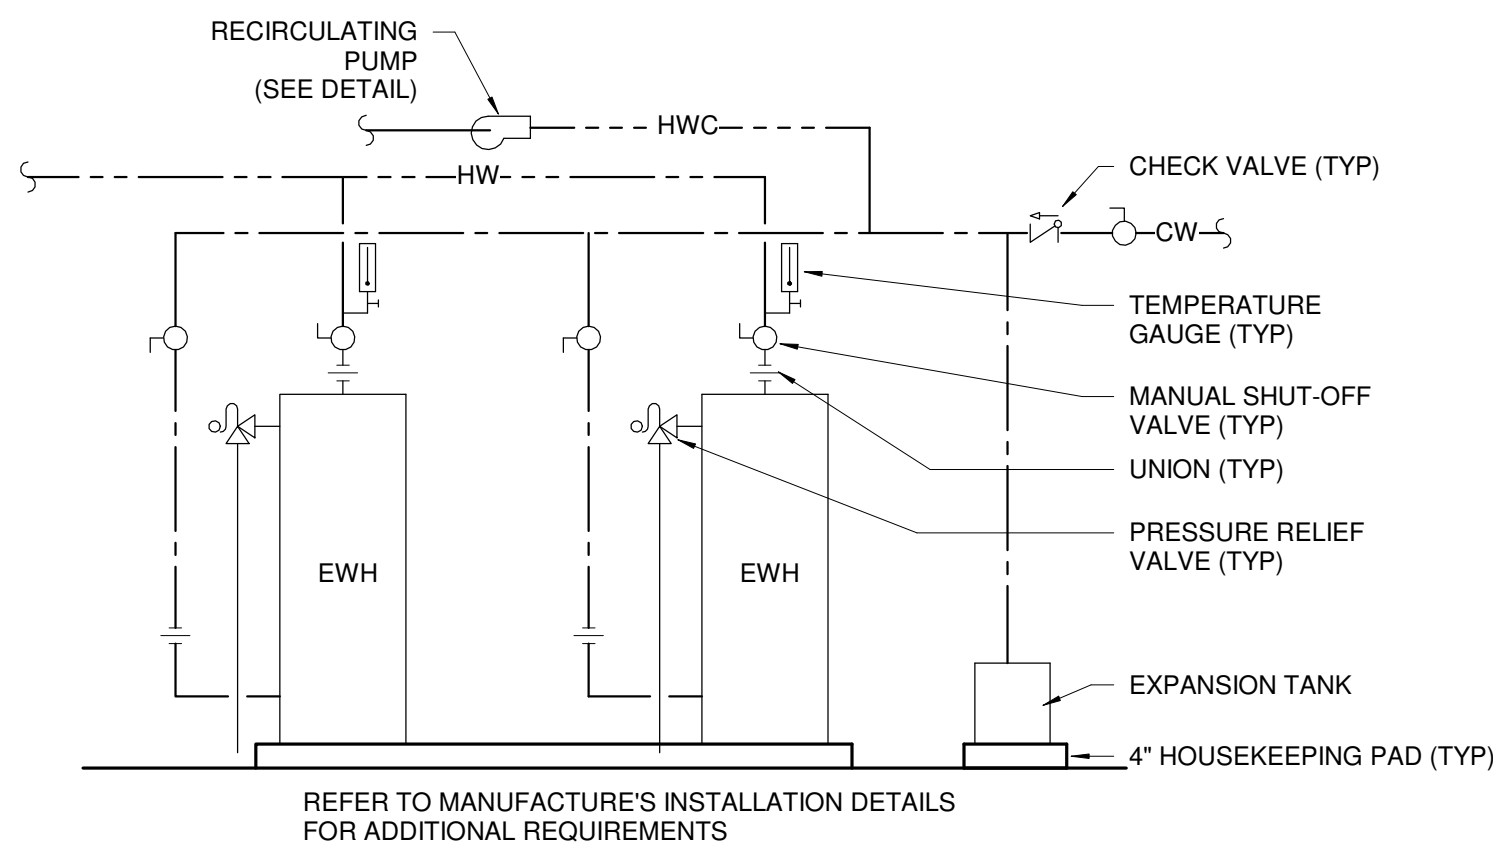 RECIRCULATING
PUMP
(SEE DETAIL)
HWC
HW
CHECK VALVE (TYP)
CW
TEMPERATURE
GAUGE (TYP)
MANUAL SHUT-OFF
VALVE (TYP)
UNION (TYP)
PRESSURE RELIEF
VALVE (TYP)
EWH
EWH
EXPANSION TANK
4" HOUSEKEEPING PAD (TYP)
REFER TO MANUFACTURE'S INSTALLATION DETAILS
FOR ADDITIONAL REQUIREMENTS